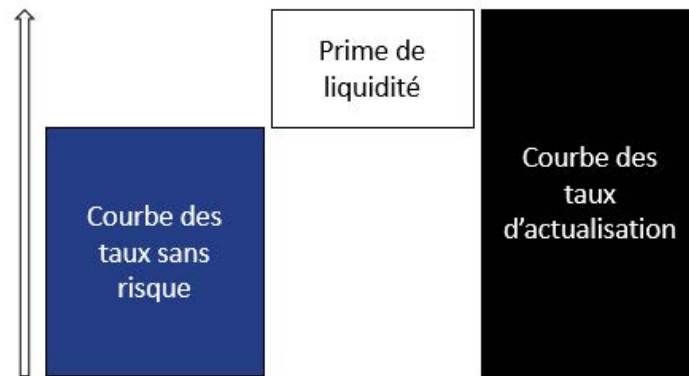 Prime de
liquidité
Courbe des
taux sans
risque
Courbe des
taux
d'actualisation